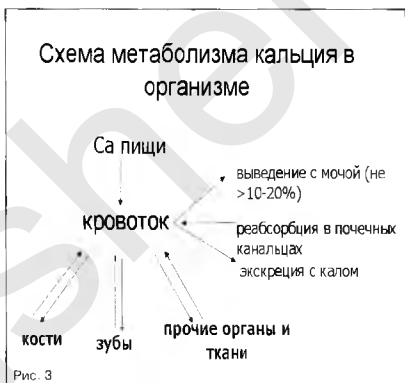 Схема метаболизма кальция в
организме
Ca пищи
выведение с мочой (не
>10-20%)
кровоток
реабсорбция в почечных
канальцах
экскреция с калом
кости
зубы
прочие органы и
ткани
Рис. 3